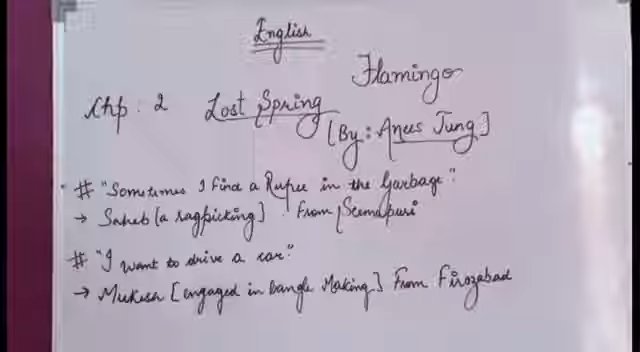 English
Flamingo
Chp : 2 Lost Spring
[By : Anees Jung]
# "Sometimes I find a Rupee in the Garbage".
→ Saheb [a ragpicking] From Seemapuri
# "I want to drive a car"
→ Mukesh [engaged in bangle Making] From Firozabad